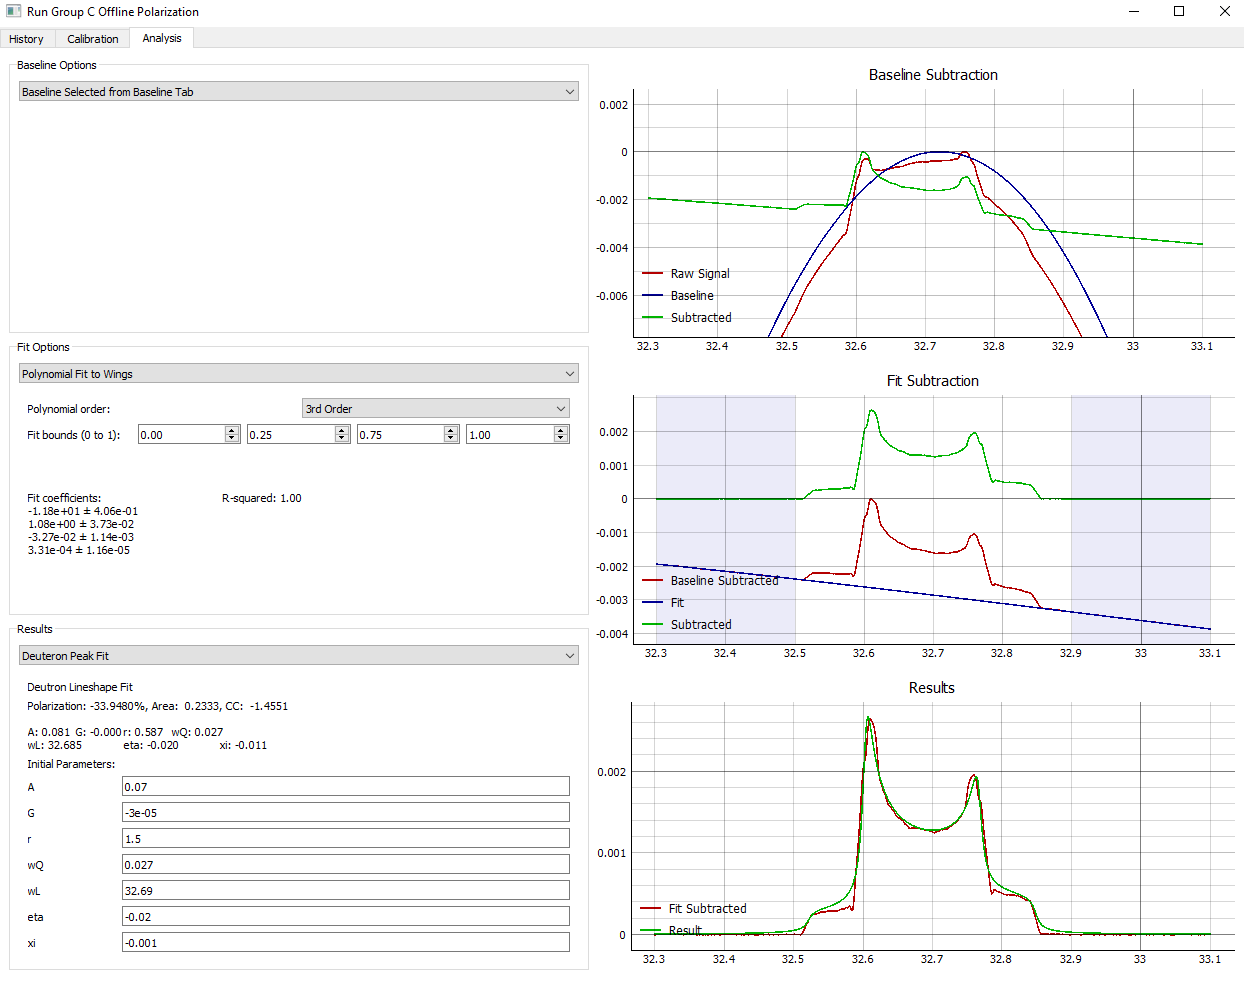 Run Group C Offline Polarization
History Calibration Analysis
Baseline Options
Baseline Selected from Baseline Tab
Fit Options
Polynomial Fit to Wings
Polynomial order: 3rd Order
Fit bounds (0 to 1): 0.00 0.25 0.75 1.00
Fit coefficients: R-squared: 1.00
-1.18e+01 ± 4.06e-01
1.08e+00 ± 3.73e-02
-3.27e-02 ± 1.14e-03
3.31e-04 ± 1.16e-05
Results
Deuteron Peak Fit
Deutron Lineshape Fit
Polarization: -33.9480%, Area: 0.2333, CC: -1.4551
A: 0.081 G: -0.000 r: 0.587 wQ: 0.027
wL: 32.685 eta: -0.020 xi: -0.011
Initial Parameters:
A 0.07
G -3e-05
r 1.5
wQ 0.027
wL 32.69
eta -0.02
xi -0.001
Baseline Subtraction
0.002
0
-0.002
-0.004
-0.006
Raw Signal
Baseline
Subtracted
32.3 32.4 32.5 32.6 32.7 32.8 32.9 33 33.1
Fit Subtraction
0.002
0.001
0
-0.001
-0.002
-0.003
-0.004
Baseline Subtracted
Fit
Subtracted
32.3 32.4 32.5 32.6 32.7 32.8 32.9 33 33.1
Results
0.002
0.001
0
Fit Subtracted
Result
32.3 32.4 32.5 32.6 32.7 32.8 32.9 33 33.1